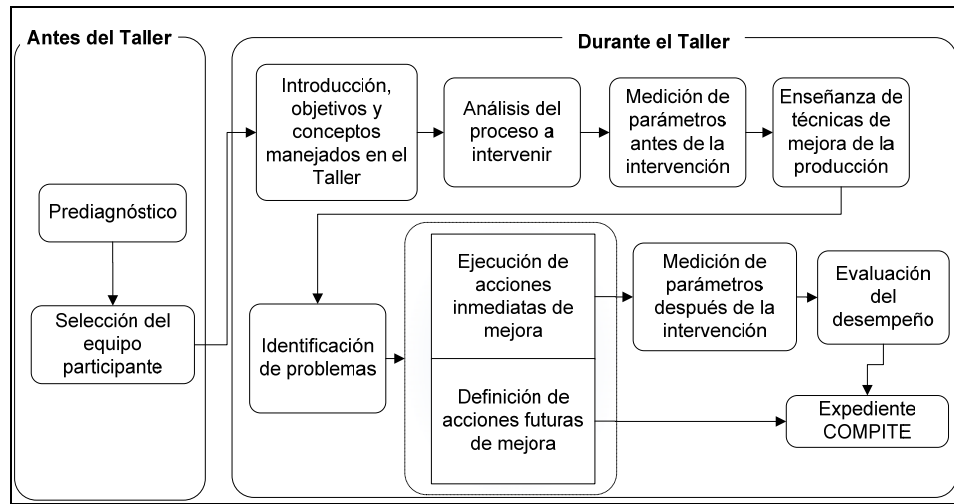 Antes del Taller
Durante el Taller
Prediagnóstico
Selección del
equipo
participante
Introducción,
objetivos y
conceptos
manejados en el
Taller
Análisis del
proceso a
intervenir
Medición de
parámetros
antes de la
intervención
Enseñanza de
técnicas de
mejora de la
producción
Identificación
de problemas
Ejecución de
acciones
inmediatas de
mejora
Definición de
acciones futuras
de mejora
Medición de
parámetros
después de la
intervención
Evaluación
del
desempeño
Expediente
COMPITE